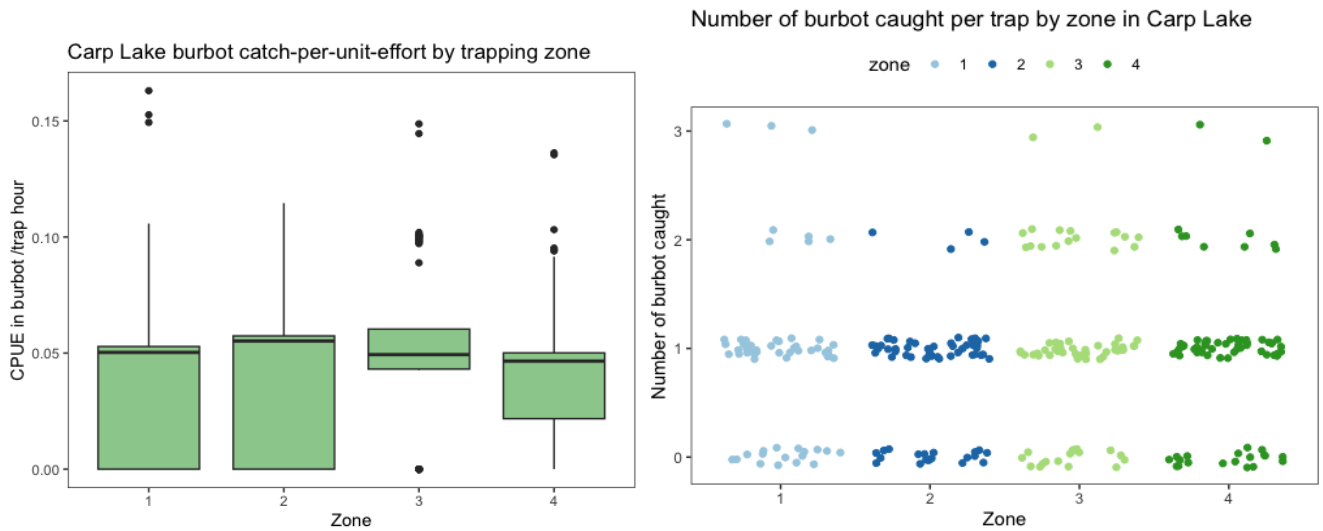 Carp Lake burbot catch-per-unit-effort by trapping zone
CPUE in burbot /trap hour
0.15
0.10
0.05
0.00
1 2 3 4
Zone
Number of burbot caught per trap by zone in Carp Lake
zone 1 2 3 4
Number of burbot caught
3
2
1
0
1 2 3 4
Zone